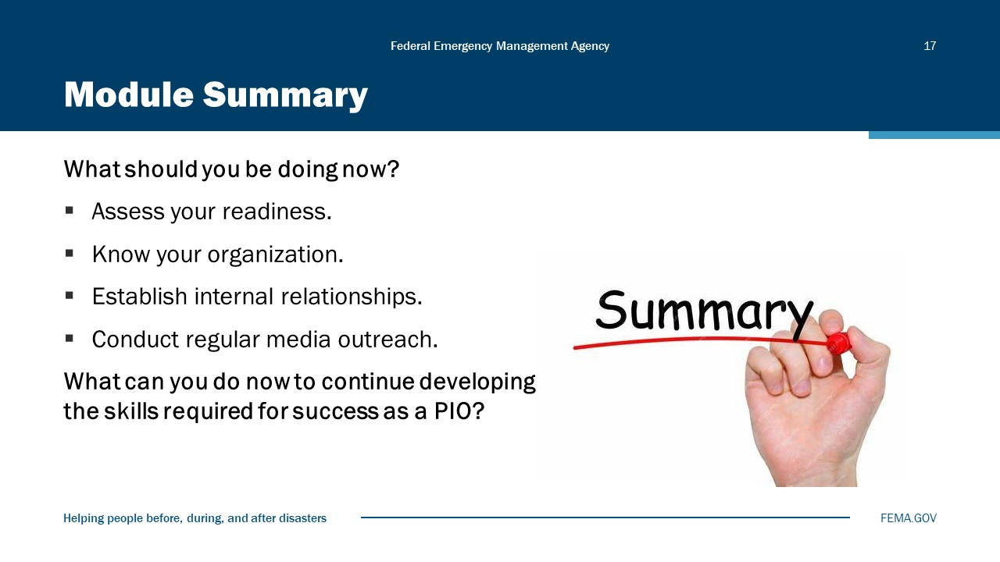 Federal Emergency Management Agency
17
Module Summary
What should you be doing now?
▪ Assess your readiness.
▪ Know your organization.
▪ Establish internal relationships.
▪ Conduct regular media outreach.
What can you do now to continue developing
the skills required for success as a PIO?
Summary
Helping people before, during, and after disasters
FEMA.GOV